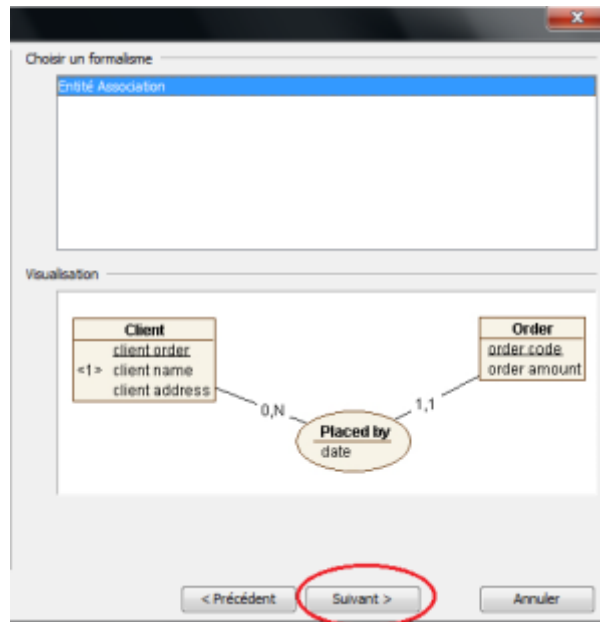 Choisir un formalisme
Entité Association
Visualisation
Client
client order
<1> client name
client address
Order
order code
order amount
0,N
1,1
Placed by
date
< Précédent
Suivant >
Annuler